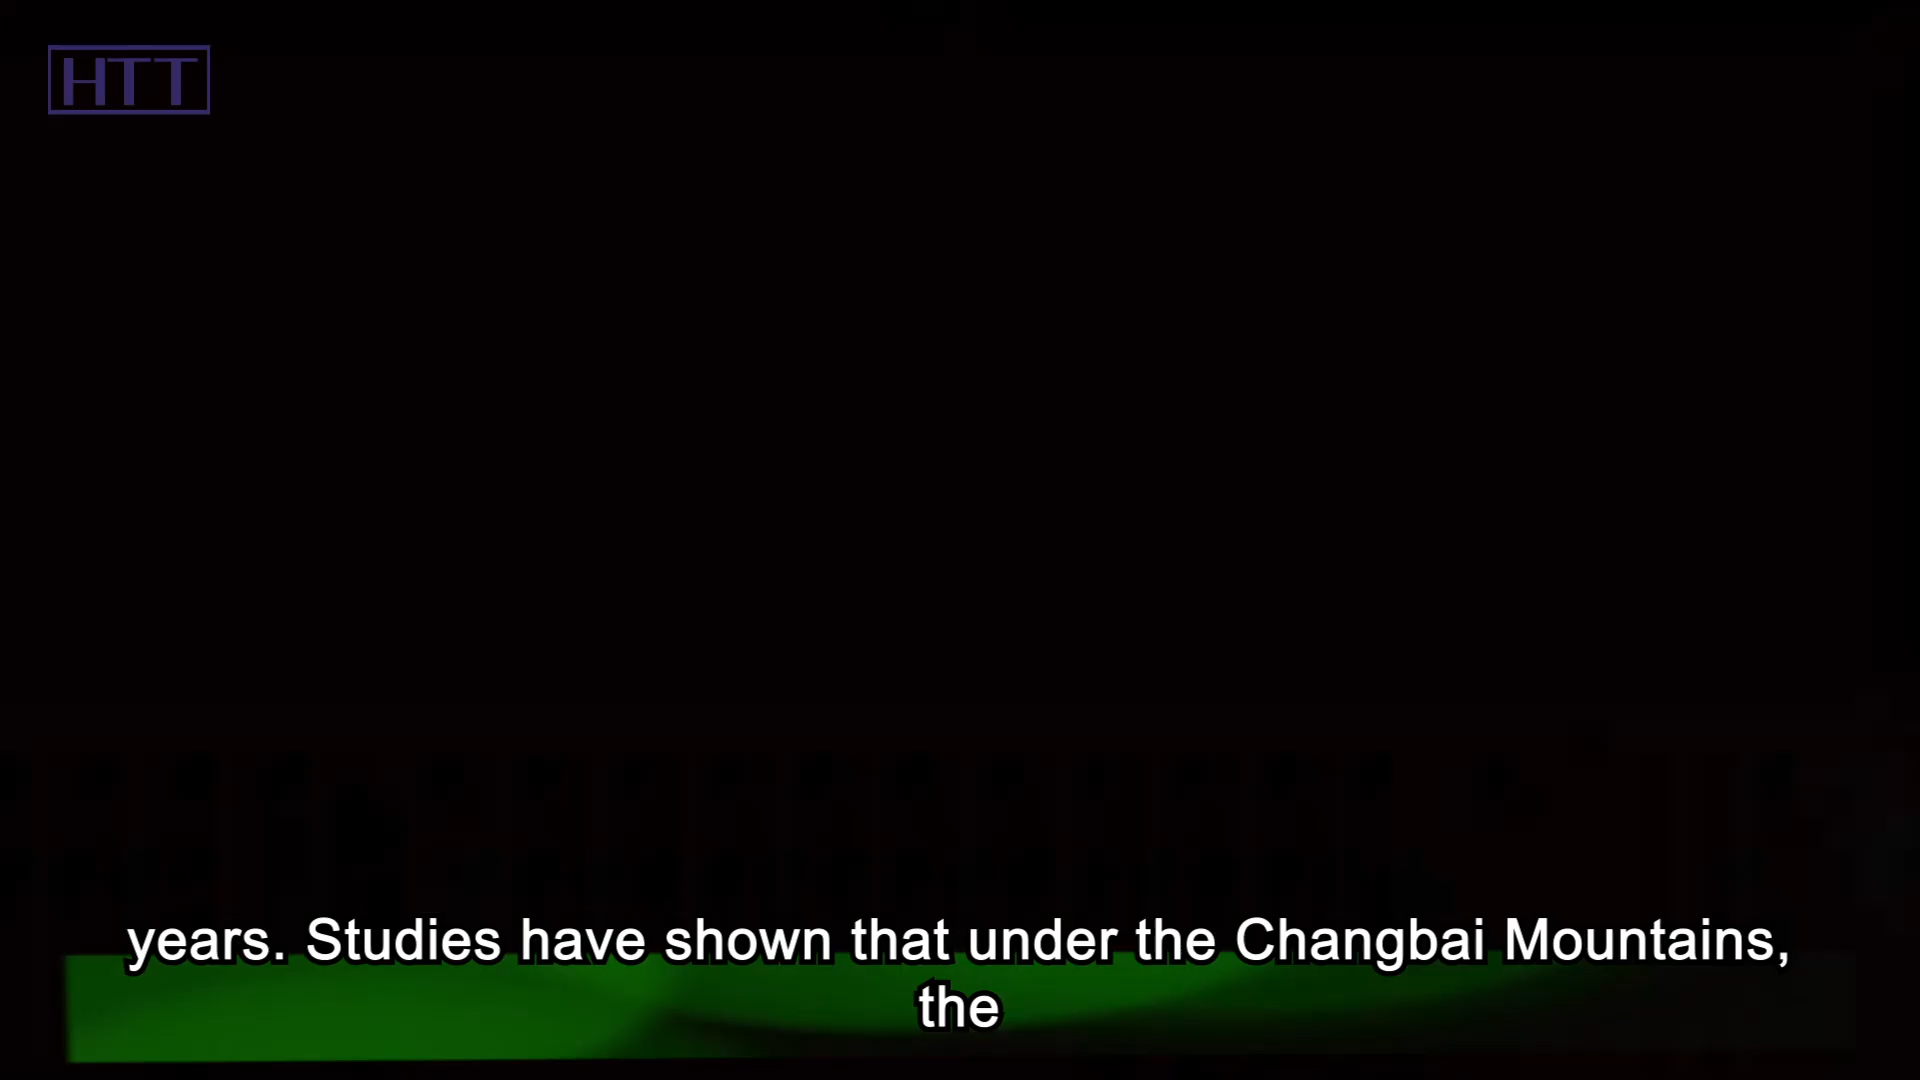 HTT
years. Studies have shown that under the Changbai Mountains,
the